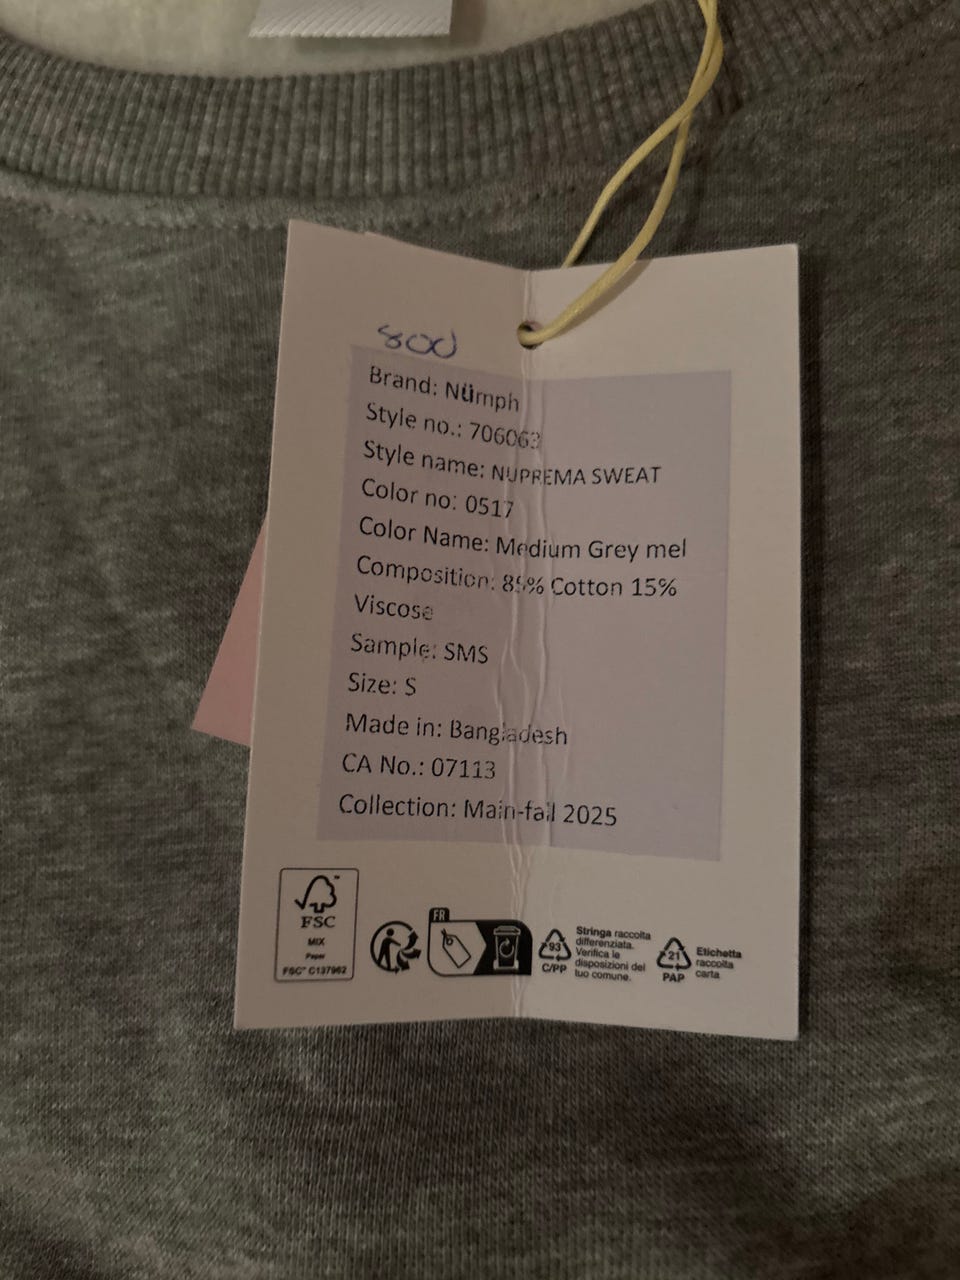 800
Brand: Nümph
Style no.: 706063
Style name: NUPREMA SWEAT
Color no: 0517
Color Name: Medium Grey mel
Composition: 85% Cotton 15%
Viscose
Sample: SMS
Size: S
Made in: Bangladesh
CA No.: 07113
Collection: Main-fall 2025
FSC
MIX
Paper
FSC® C137962
FR
93
C/PP
Stringa raccolta
differenziata.
Verifica le
disposizioni del
tuo comune.
21
PAP
Etichetta
raccolta
carta